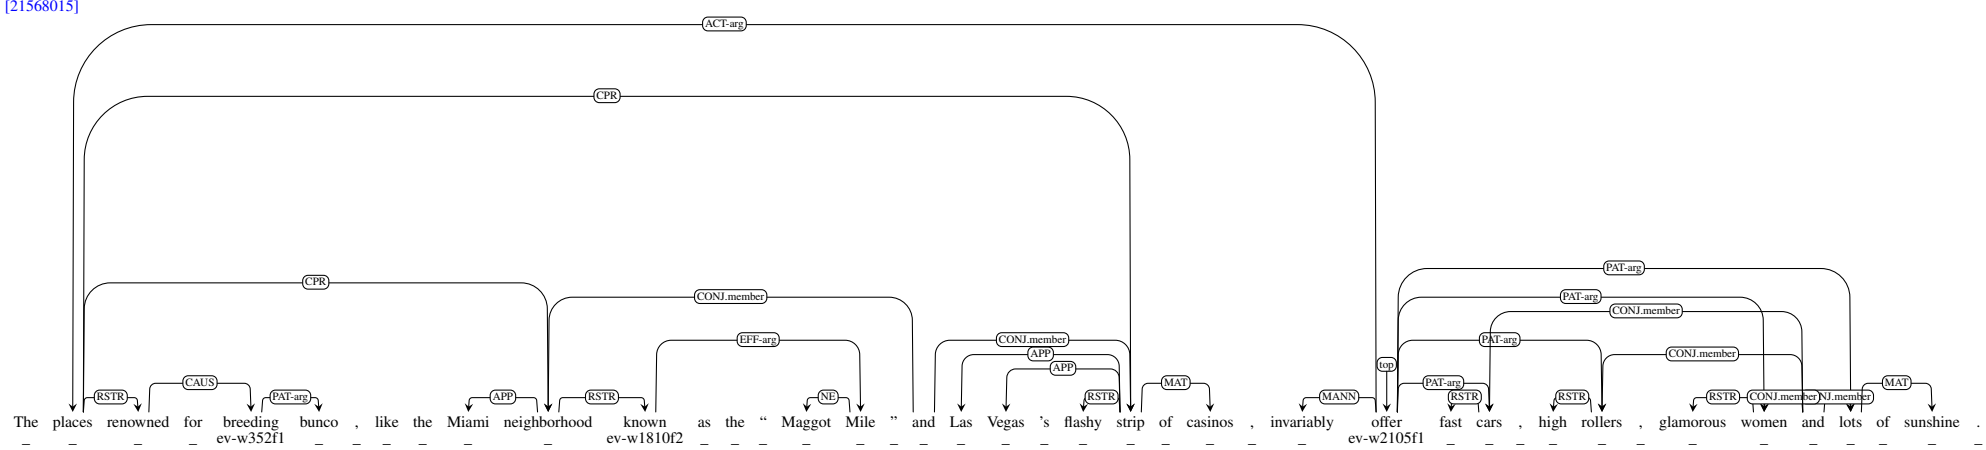 [21568015]
ACT-arg
CPR
PAT-arg
CPR
CONJ.member PAT-arg
CONJ.member
EFF-arg CONJ.member PAT-arg
APP CONJ.member
top
APP
CAUS MAT PAT-arg MAT
RSTR PAT-arg APP RSTR NE RSTR MANN RSTR RSTR RSTR CONJ.member NJ.member
The places renowned for breeding bunco , like the Miami neighborhood known as the “ Maggot Mile ” and Las Vegas ’s flashy strip of casinos , invariably offer fast cars , high rollers , glamorous women and lots of sunshine .
_ _ _ _ ev-w352f1 _ _ _ _ _ _ ev-w1810f2 _ _ _ _ _ _ _ _ _ _ _ _ _ _ _ _ ev-w2105f1 _ _ _ _ _ _ _ _ _ _ _ _ _